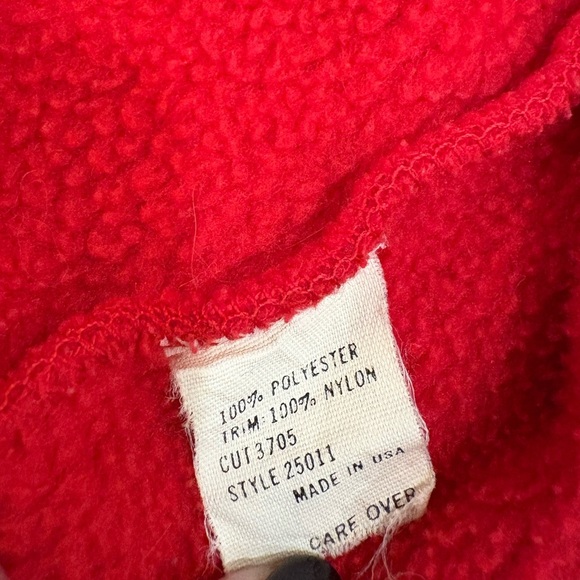 100% POLYESTER
TRIM: 100% NYLON
CUT 3705
STYLE 25011
MADE IN USA
CARE OVER